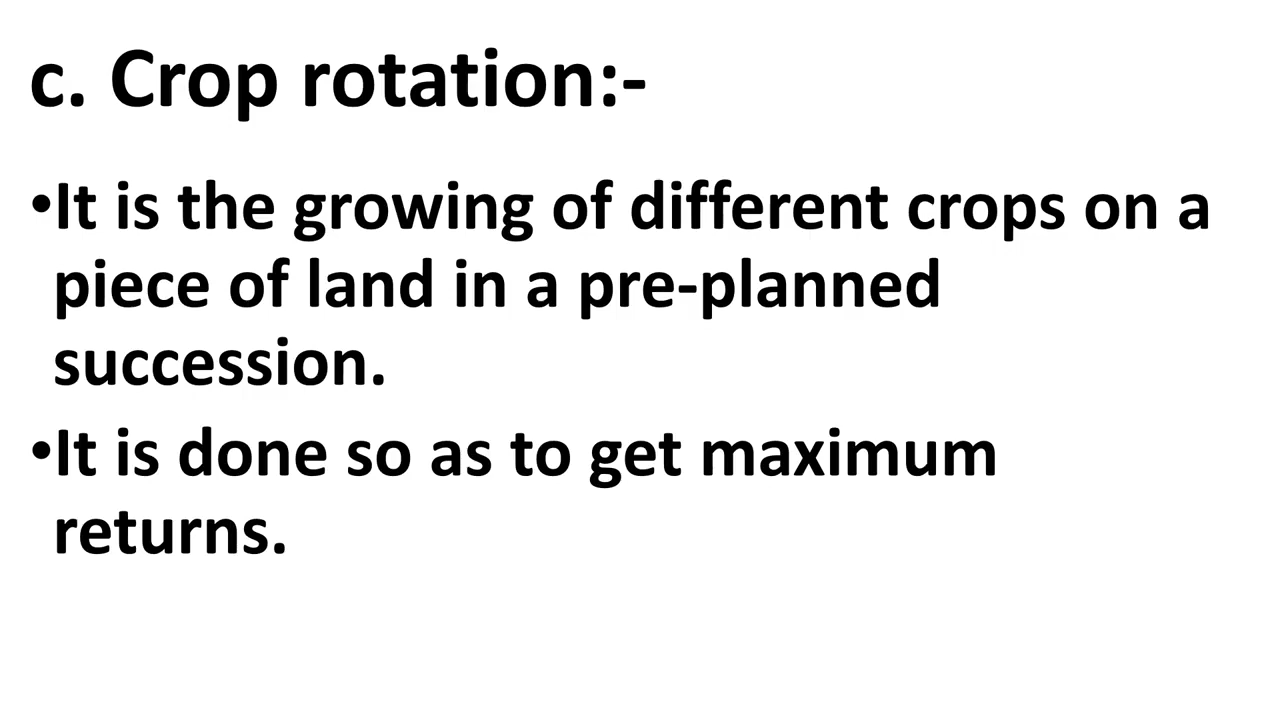 c. Crop rotation:-
•It is the growing of different crops on a
piece of land in a pre-planned
succession.
•It is done so as to get maximum
returns.